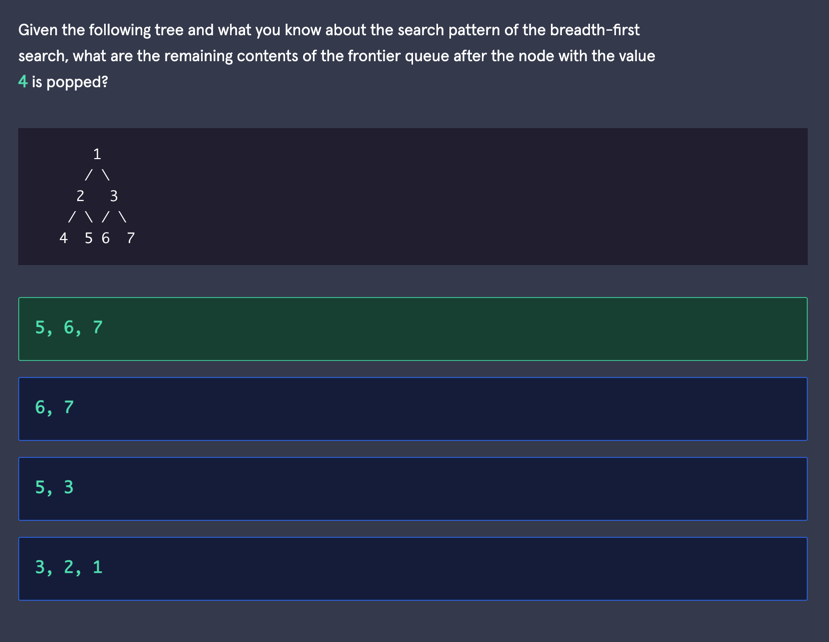 Given the following tree and what you know about the search pattern of the breadth-first
search, what are the remaining contents of the frontier queue after the node with the value
4 is popped?
1
/ \
2 3
/ \ / \
4 5 6 7
5, 6, 7
6, 7
5, 3
3, 2, 1